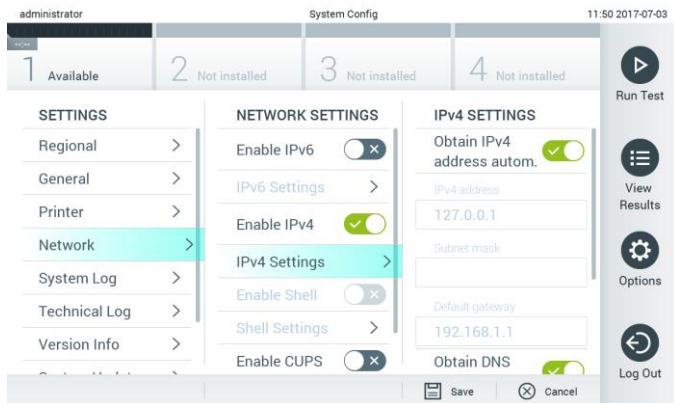 administrator System Config 11:50 2017-07-03
1 Available 2 Not installed 3 Not installed 4 Not installed
Run Test
SETTINGS
Regional
General
Printer
Network
System Log
Technical Log
Version Info
NETWORK SETTINGS
Enable IPv6
IPv6 Settings
Enable IPv4
IPv4 Settings
Enable Shell
Shell Settings
Enable CUPS
IPv4 SETTINGS
Obtain IPv4
address autom.
IPv4 address
127.0.0.1
Subnet mask
Default gateway
192.168.1.1
Obtain DNS
View
Results
Options
Log Out
Save Cancel